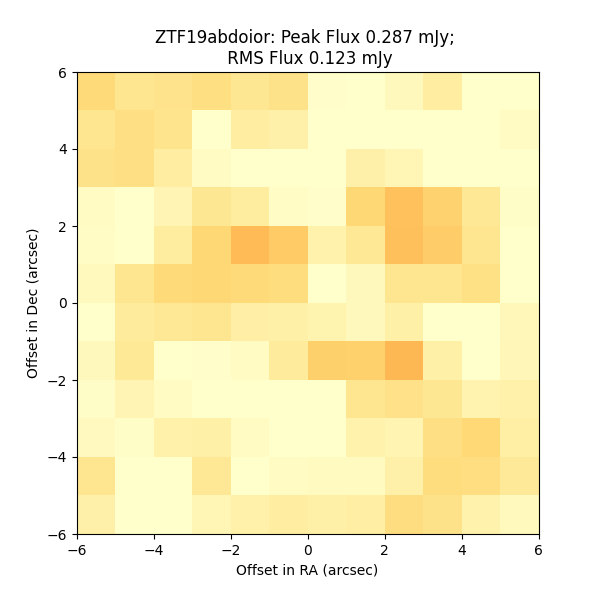 ZTF19abdoior: Peak Flux 0.287 mJy;
RMS Flux 0.123 mJy
6
4
2
0
−2
−4
−6
Offset in Dec (arcsec)
−6 −4 −2 0 2 4 6
Offset in RA (arcsec)